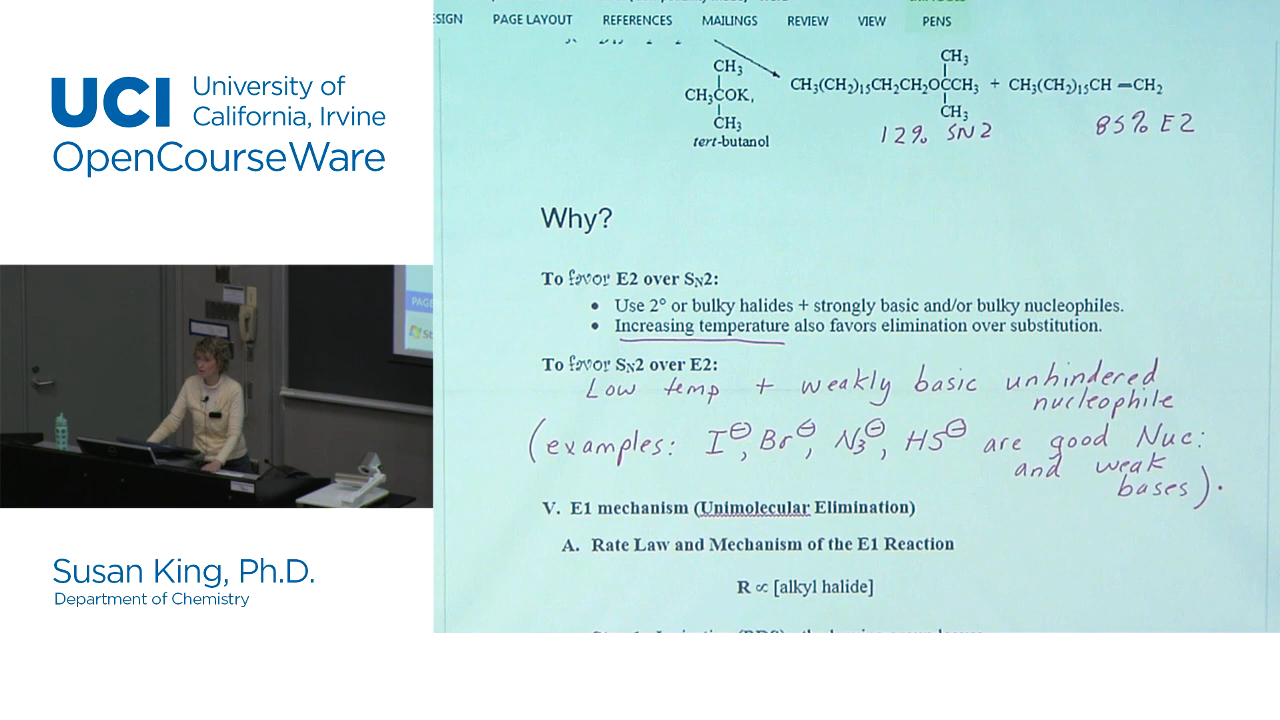 SIGN PAGE LAYOUT REFERENCES MAILINGS REVIEW VIEW PENS
UCI University of
California, Irvine
OpenCourseWare
CH₃
CH₃COK,
CH₃
tert-butanol
CH₃
CH₃(CH₂)₁₅CH₂CH₂OCCH₃ + CH₃(CH₂)₁₅CH=CH₂
CH₃
12% SN2 85% E2
Why?
To favor E2 over SN2:
• Use 2° or bulky halides + strongly basic and/or bulky nucleophiles.
• Increasing temperature also favors elimination over substitution.
To favor SN2 over E2:
Low temp + weakly basic unhindered
nucleophile
(examples: I⊖, Br⊖, N₃⊖, HS⊖ are good Nuc:
and weak
bases).
V. E1 mechanism (Unimolecular Elimination)
A. Rate Law and Mechanism of the E1 Reaction
R ∝ [alkyl halide]
PAGE
St
Susan King, Ph.D.
Department of Chemistry